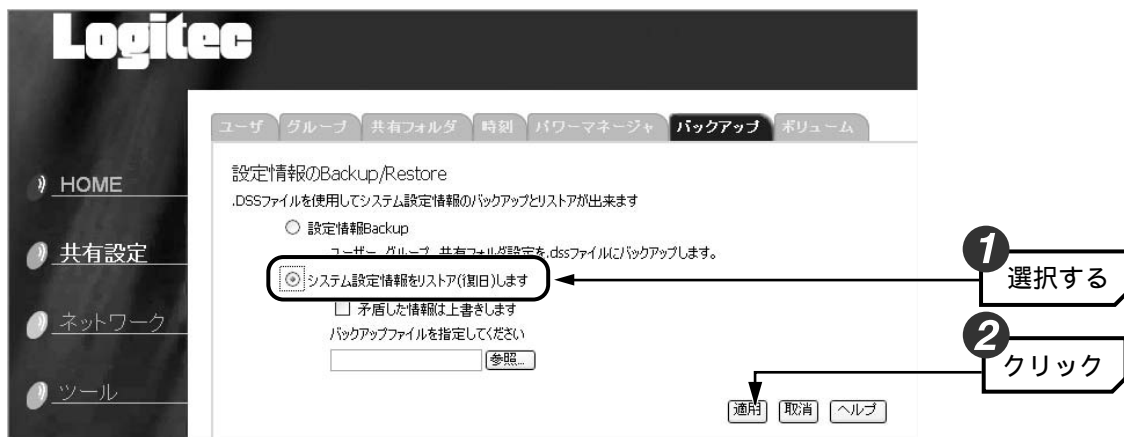 Logitec
ユーザ グループ 共有フォルダ 時刻 パワーマネージャ バックアップ ボリューム
HOME
共有設定
ネットワーク
ツール
設定情報のBackup/Restore
.DSSファイルを使用してシステム設定情報のバックアップとリストアが出来ます
設定情報Backup
ユーザー、グループ、共有フォルダ設定を.dssファイルにバックアップします。
システム設定情報をリストア(復旧)します
矛盾した情報は上書きします
バックアップファイルを指定してください
参照...
適用 取消 ヘルプ
1
選択する
2
クリック